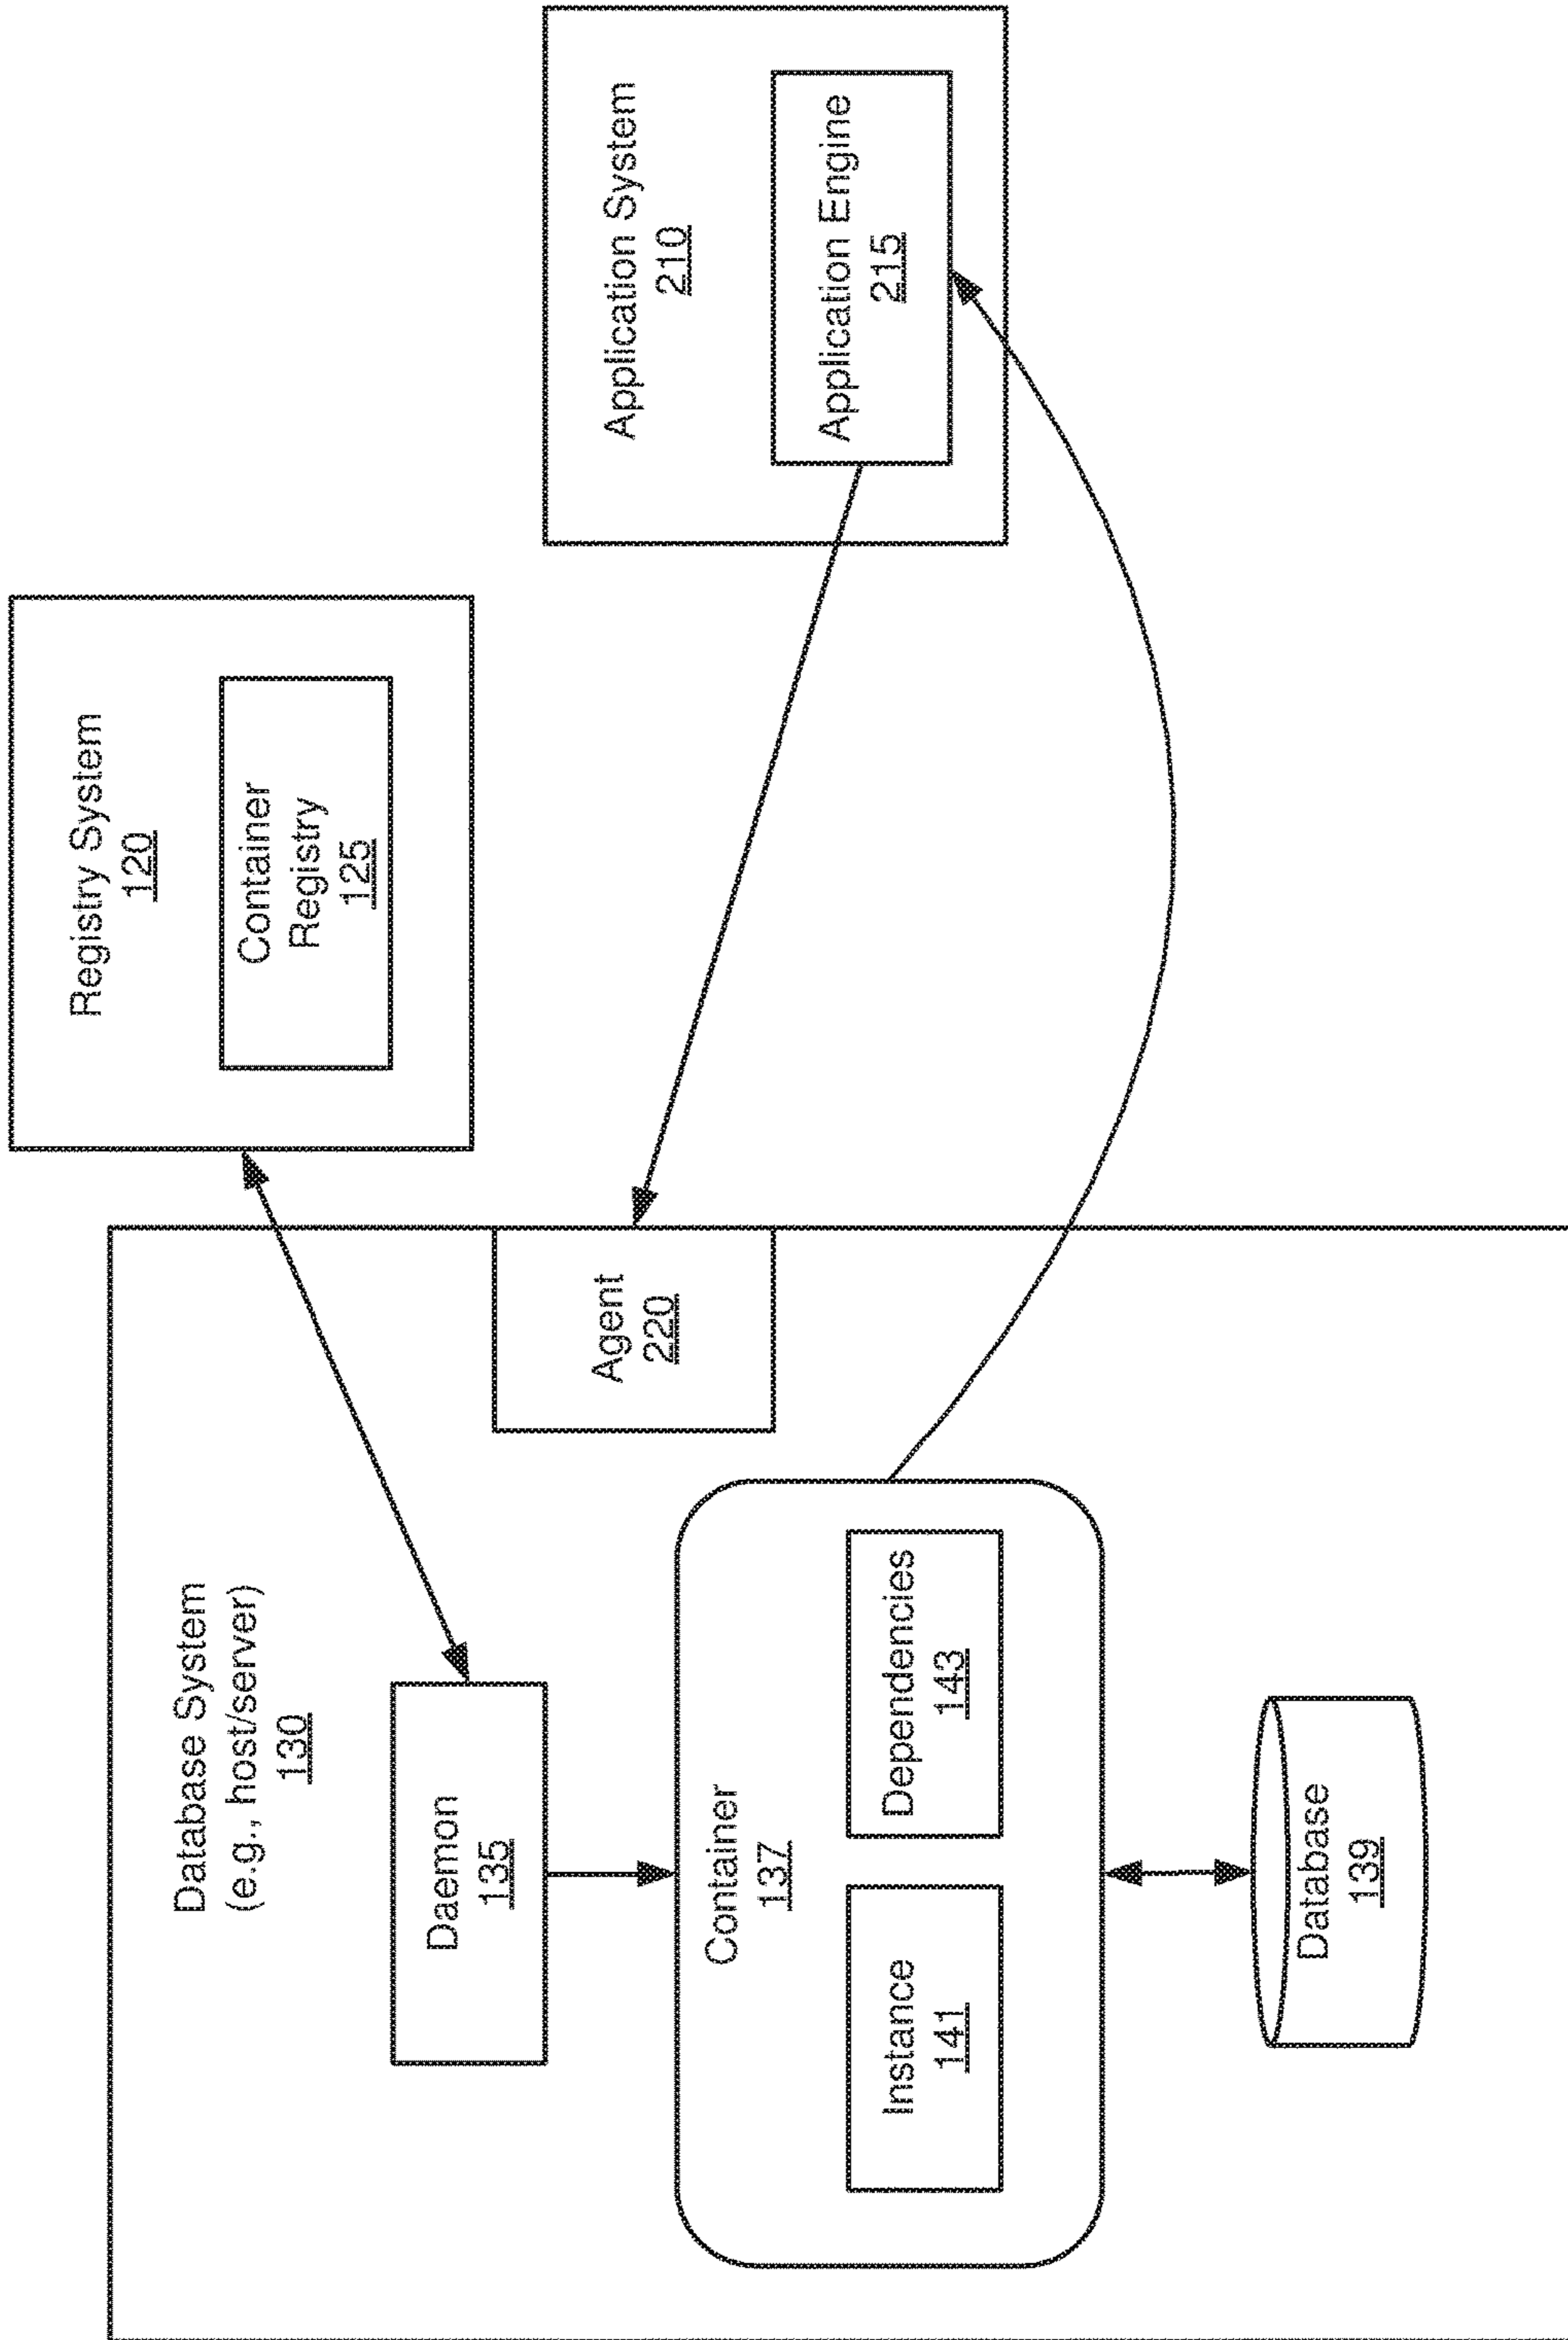 Database System
(e.g., host/server)
130
Daemon
135
Container
137
Instance
141
Dependencies
143
Database
139
Agent
220
Registry System
120
Container
Registry
125
Application System
210
Application Engine
215